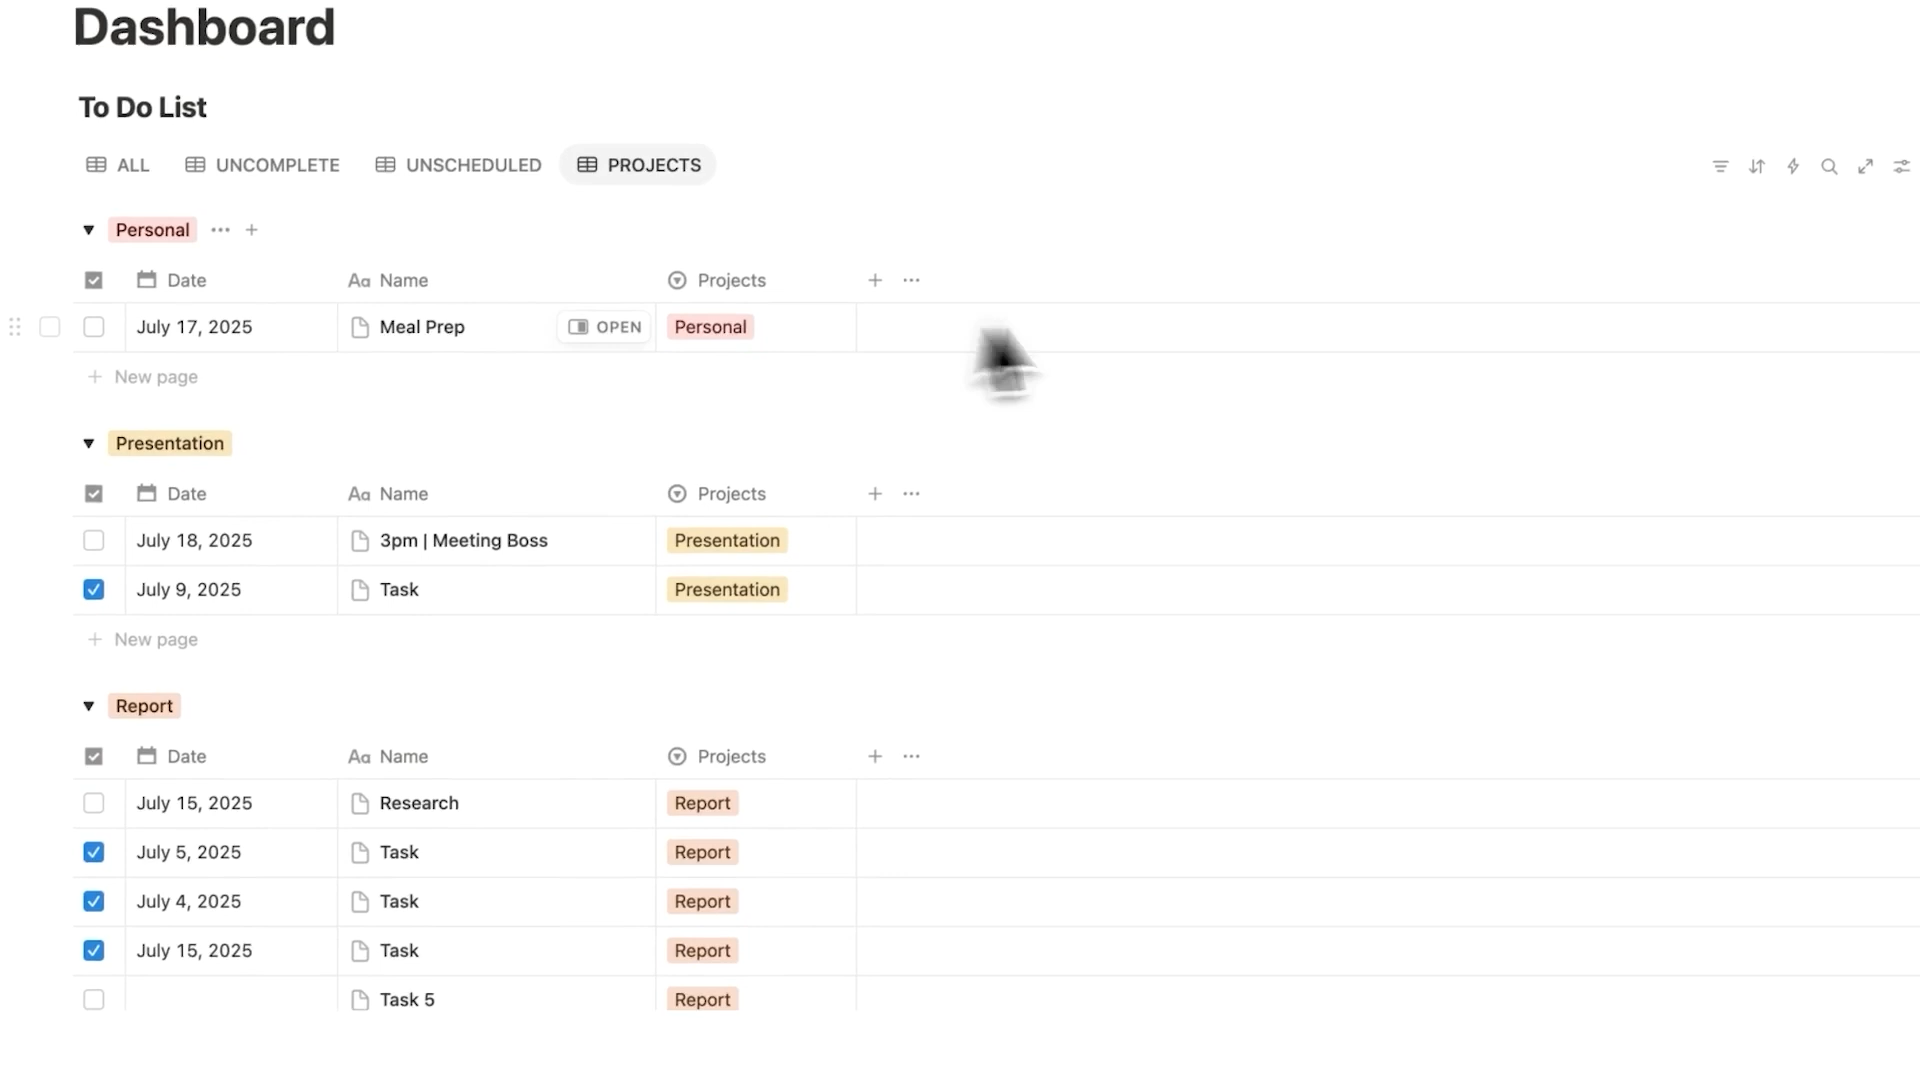 Dashboard
To Do List
ALL UNCOMPLETE UNSCHEDULED PROJECTS
Personal
Date Aa Name Projects
July 17, 2025 Meal Prep OPEN Personal
New page
Presentation
Date Aa Name Projects
July 18, 2025 3pm | Meeting Boss Presentation
July 9, 2025 Task Presentation
New page
Report
Date Aa Name Projects
July 15, 2025 Research Report
July 5, 2025 Task Report
July 4, 2025 Task Report
July 15, 2025 Task Report
Task 5 Report